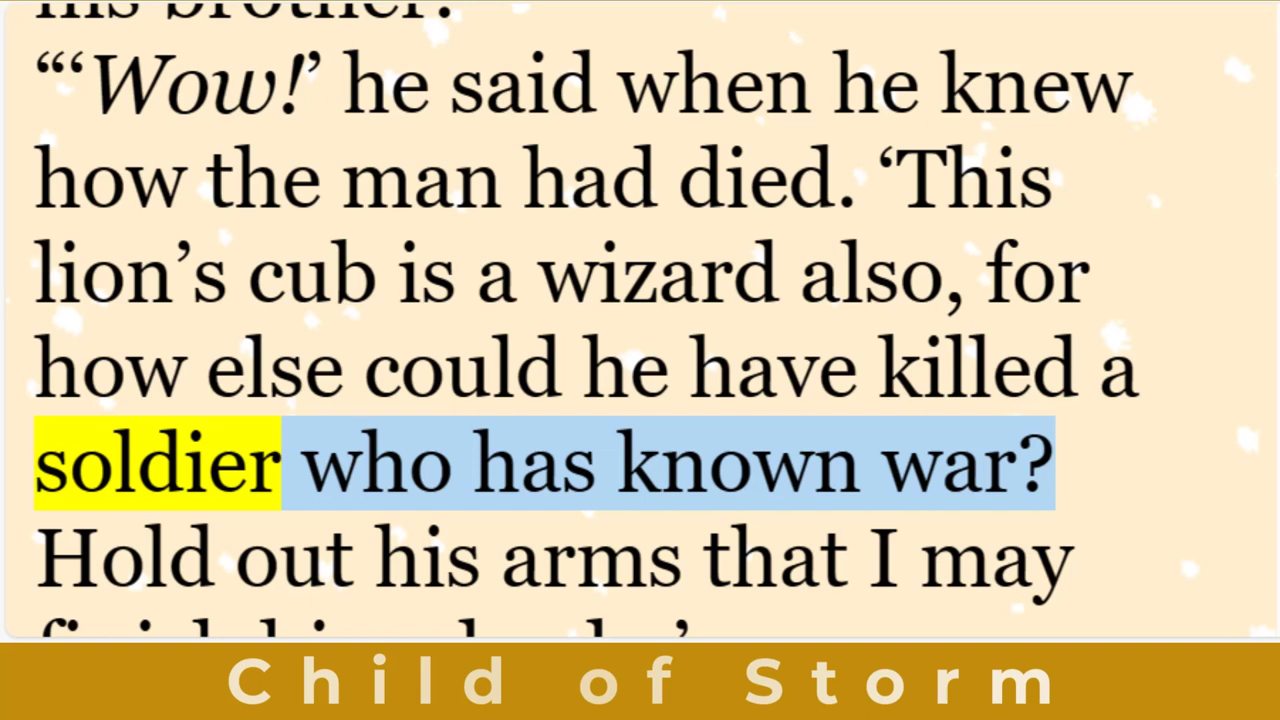 his brother.
“‘Wow!’ he said when he knew
how the man had died. ‘This
lion’s cub is a wizard also, for
how else could he have killed a
soldier who has known war?
Hold out his arms that I may
Child of Storm